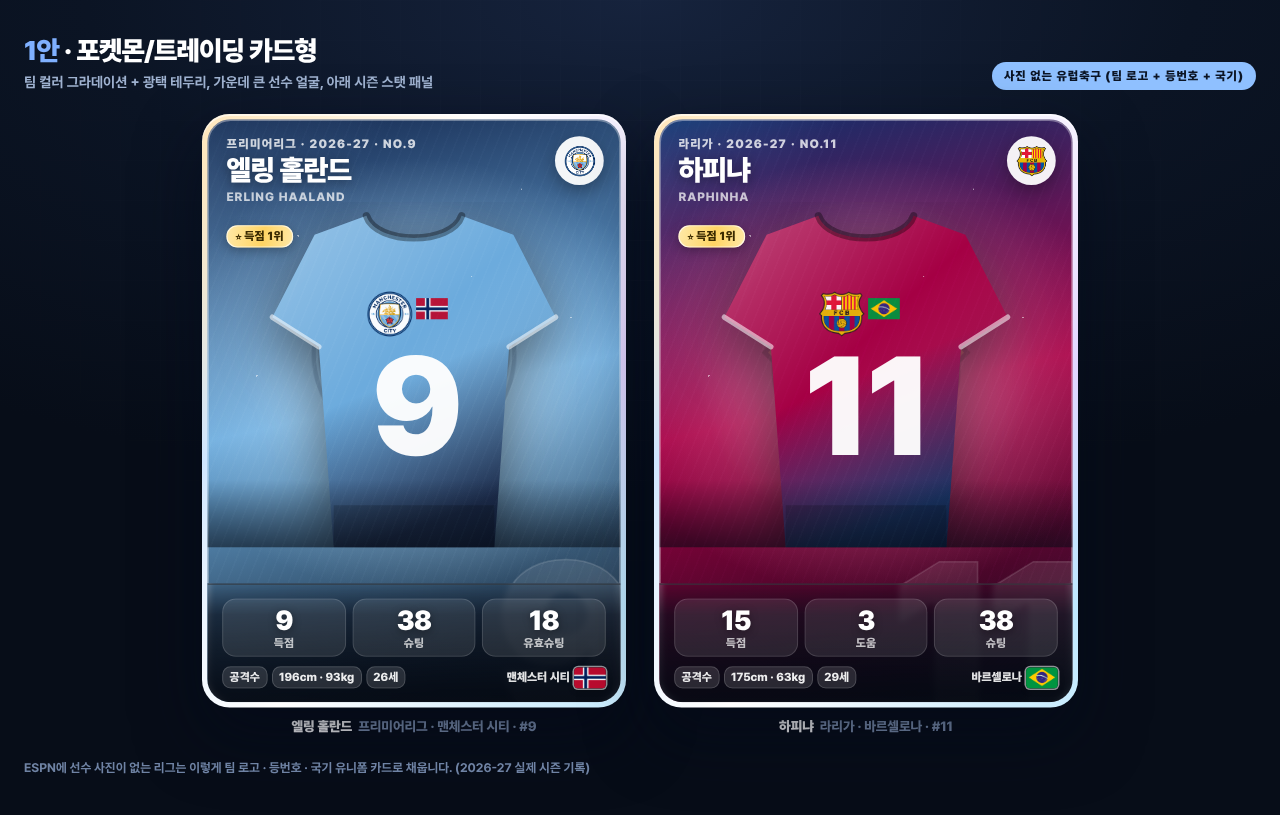 1안 · 포켓몬/트레이딩 카드형
팀 컬러 그라데이션 + 광택 테두리, 가운데 큰 선수 얼굴, 아래 시즌 스탯 패널
사진 없는 유럽축구 (팀 로고 + 등번호 + 국기)
프리미어리그 · 2026-27 · NO.9
엘링 홀란드
ERLING HAALAND
⭐ 득점 1위
MANCHESTER
CITY
9
9
득점
38
슈팅
18
유효슈팅
공격수
196cm · 93kg
26세
맨체스터 시티
엘링 홀란드 프리미어리그 · 맨체스터 시티 · #9
라리가 · 2026-27 · NO.11
하피냐
RAPHINHA
⭐ 득점 1위
FCB
11
11
15
득점
3
도움
38
슈팅
공격수
175cm · 63kg
29세
바르셀로나
하피냐 라리가 · 바르셀로나 · #11
ESPN에 선수 사진이 없는 리그는 이렇게 팀 로고 · 등번호 · 국기 유니폼 카드로 채웁니다. (2026-27 실제 시즌 기록)